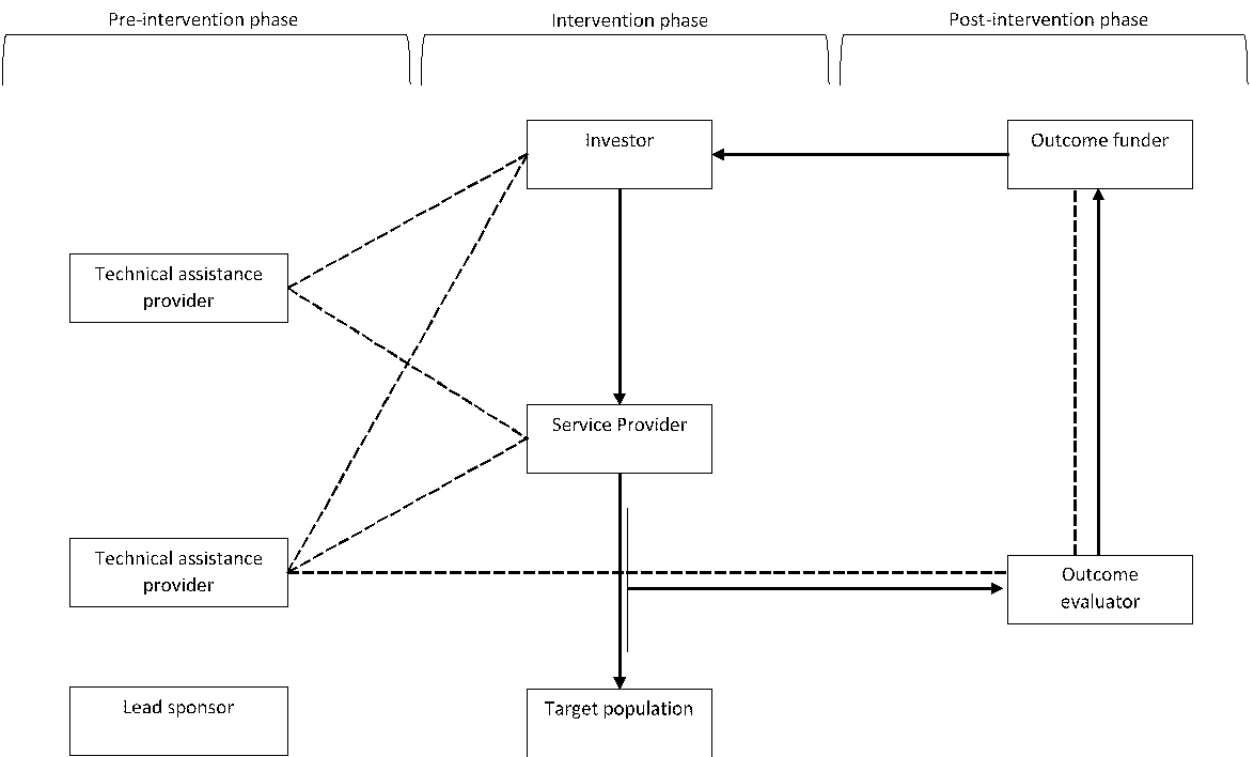 Pre-intervention phase
Intervention phase
Post-intervention phase
Investor
Outcome funder
Technical assistance
provider
Service Provider
Technical assistance
provider
Outcome
evaluator
Lead sponsor
Target population